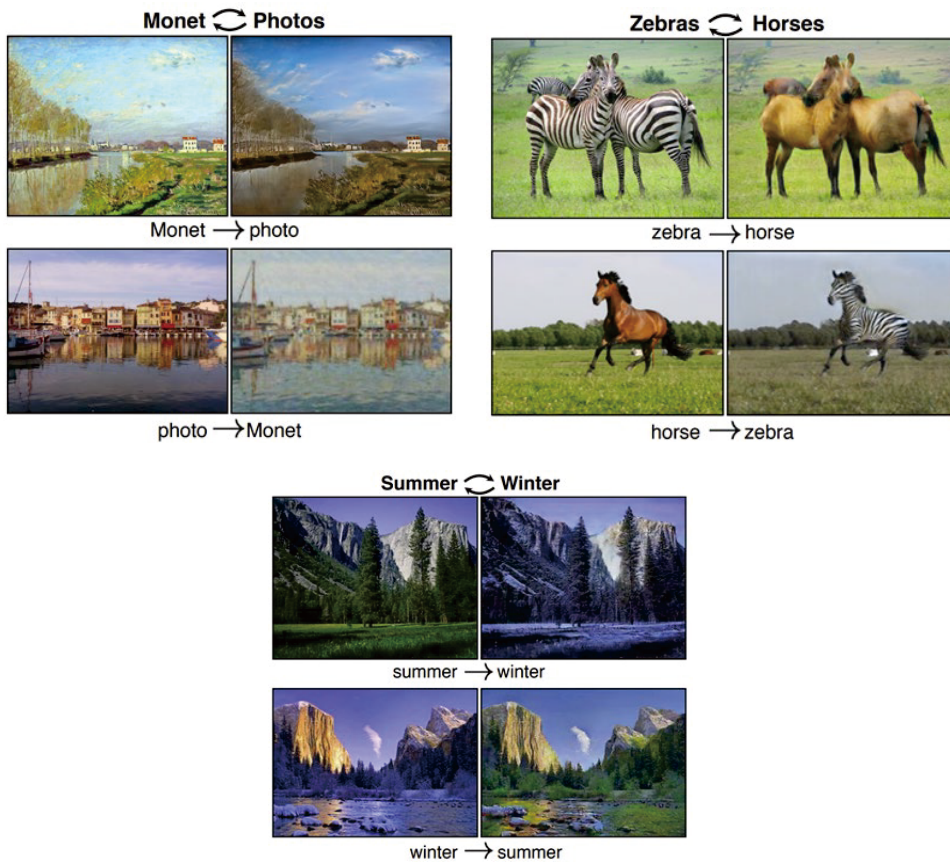 Monet Photos
Monet → photo
photo → Monet
Zebras Horses
zebra → horse
horse → zebra
Summer Winter
summer → winter
winter → summer